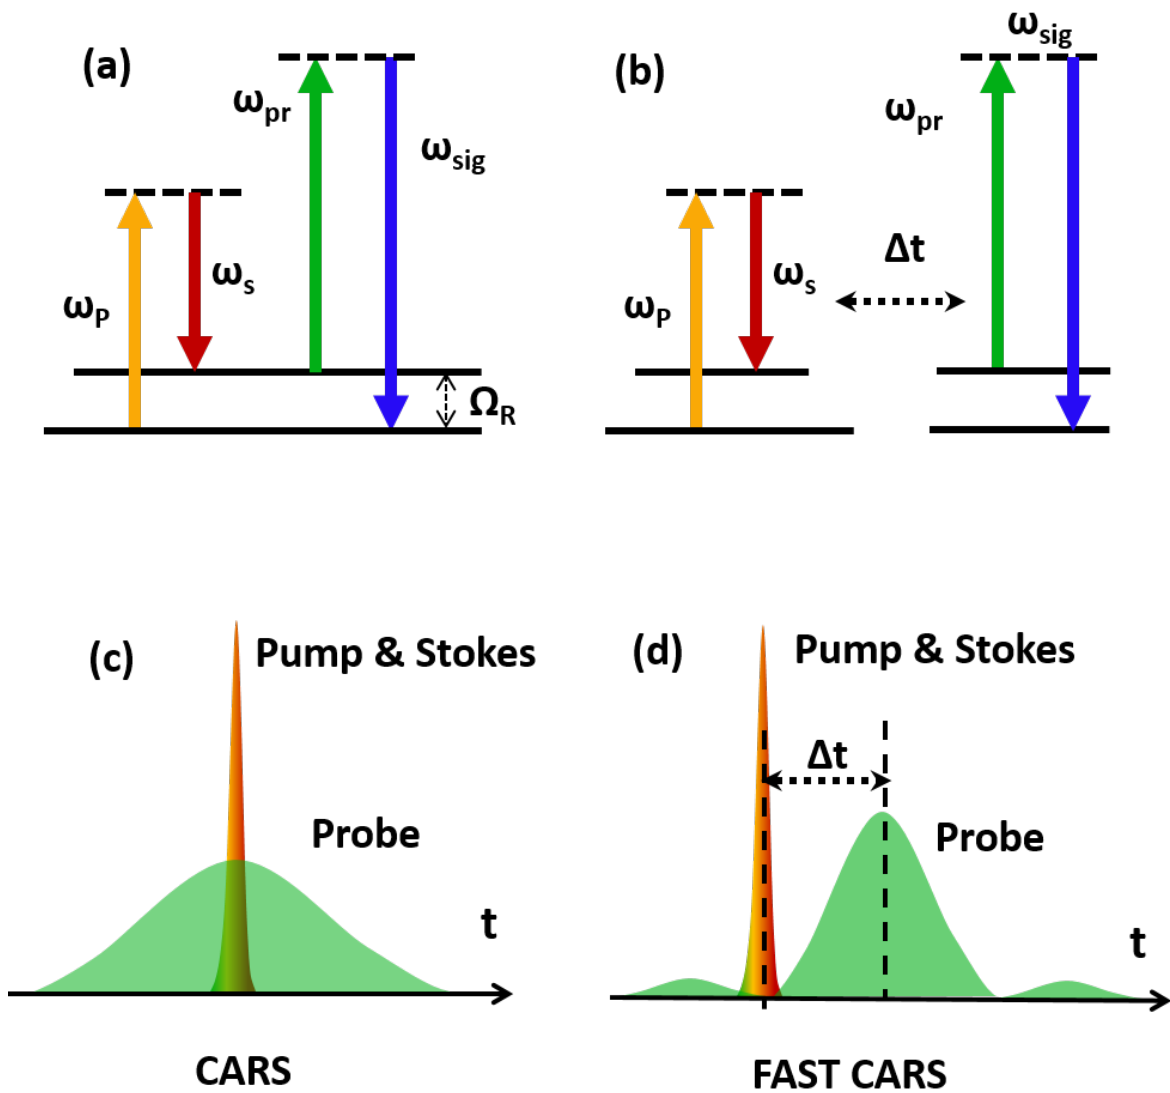 (a)
ω_pr
ω_sig
ω_s
ω_P
Ω_R
(b)
ω_sig
ω_pr
Δt
ω_s
ω_P
(c)
Pump & Stokes
Probe
t
CARS
(d)
Pump & Stokes
Δt
Probe
t
FAST CARS